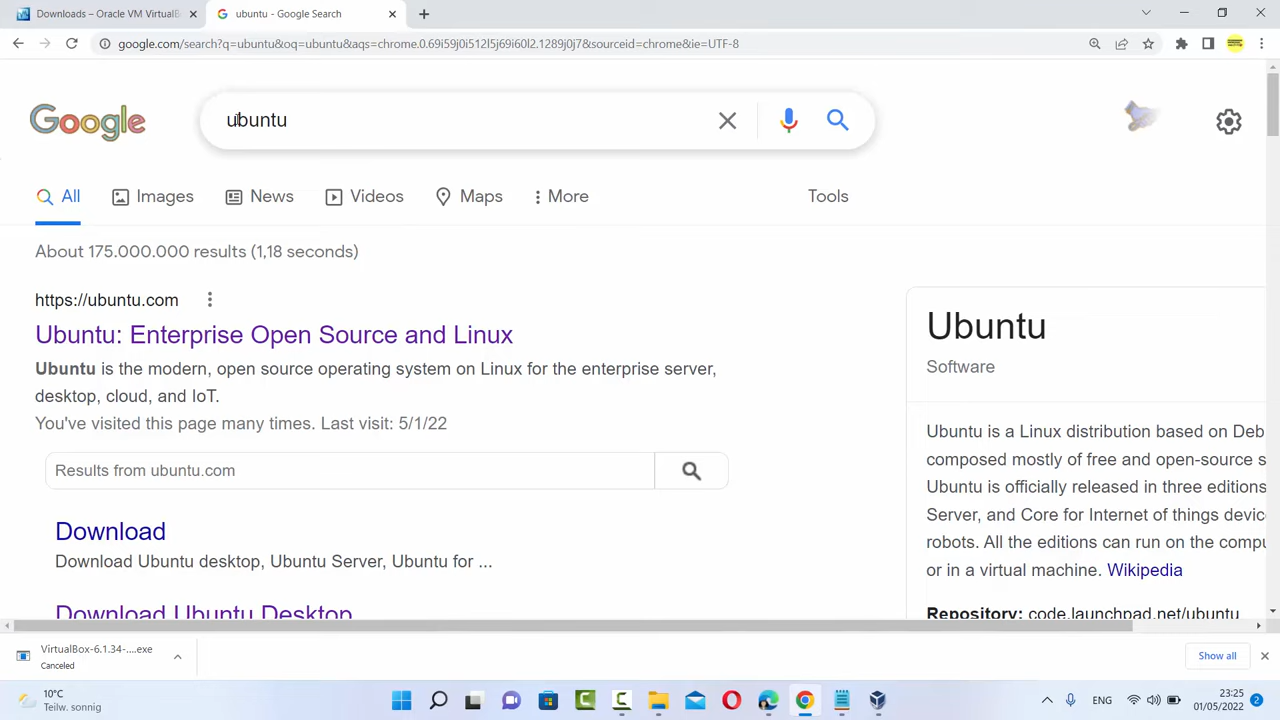 Downloads – Oracle VM VirtualB
ubuntu - Google Search
google.com/search?q=ubuntu&oq=ubuntu&aqs=chrome.0.69i59j0i512l5j69i60l2.1289j0j7&sourceid=chrome&ie=UTF-8
Google
ubuntu
All
Images
News
Videos
Maps
More
Tools
About 175.000.000 results (1,18 seconds)
https://ubuntu.com
Ubuntu: Enterprise Open Source and Linux
Ubuntu is the modern, open source operating system on Linux for the enterprise server,
desktop, cloud, and IoT.
You've visited this page many times. Last visit: 5/1/22
Results from ubuntu.com
Download
Download Ubuntu desktop, Ubuntu Server, Ubuntu for ...
Download Ubuntu Desktop
Ubuntu
Software
Ubuntu is a Linux distribution based on Deb
composed mostly of free and open-source s
Ubuntu is officially released in three editions
Server, and Core for Internet of things devic
robots. All the editions can run on the compu
or in a virtual machine. Wikipedia
Repository: code.launchpad.net/ubuntu
VirtualBox-6.1.34-....exe
Canceled
Show all
10°C
Teilw. sonnig
ENG
23:25
01/05/2022
2